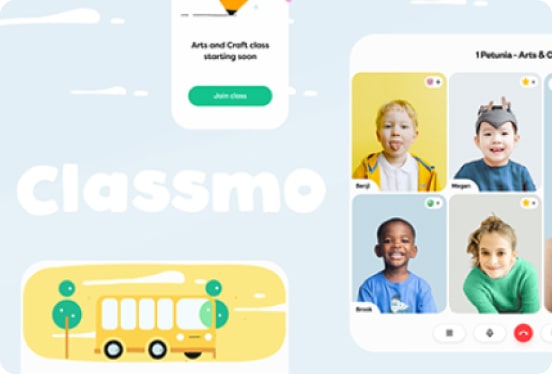 Arts and Craft class
starting soon
Join class
1 Petunia - Arts & C
Classmo
Benji
Megan
Brook